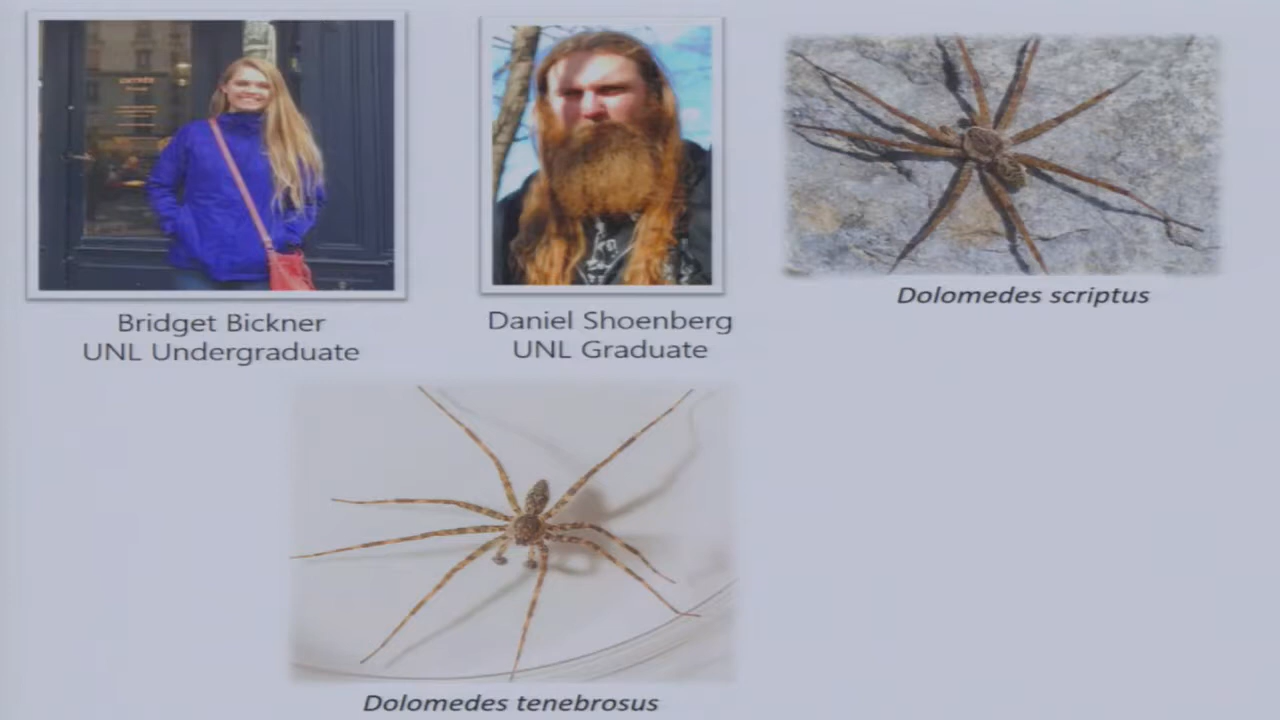 Bridget Bickner
UNL Undergraduate
Daniel Shoenberg
UNL Graduate
Dolomedes scriptus
Dolomedes tenebrosus